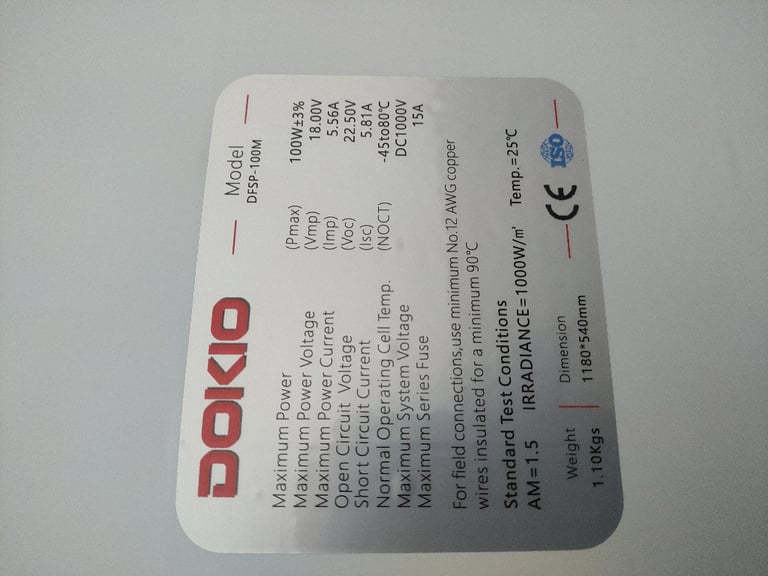 DOKIO
Model
DFSP-100M
Maximum Power (Pmax) 100W±3%
Maximum Power Voltage (Vmp) 18.00V
Maximum Power Current (Imp) 5.56A
Open Circuit Voltage (Voc) 22.50V
Short Circuit Current (Isc) 5.81A
Normal Operating Cell Temp. (NOCT) -45to80℃
Maximum System Voltage DC1000V
Maximum Series Fuse 15A
For field connections,use minimum No.12 AWG copper
wires insulated for a minimum 90℃
Standard Test Conditions
AM=1.5 IRRADIANCE=1000W/㎡ Temp.=25℃
Weight Dimension CE ISO
1.10Kgs 1180*540mm